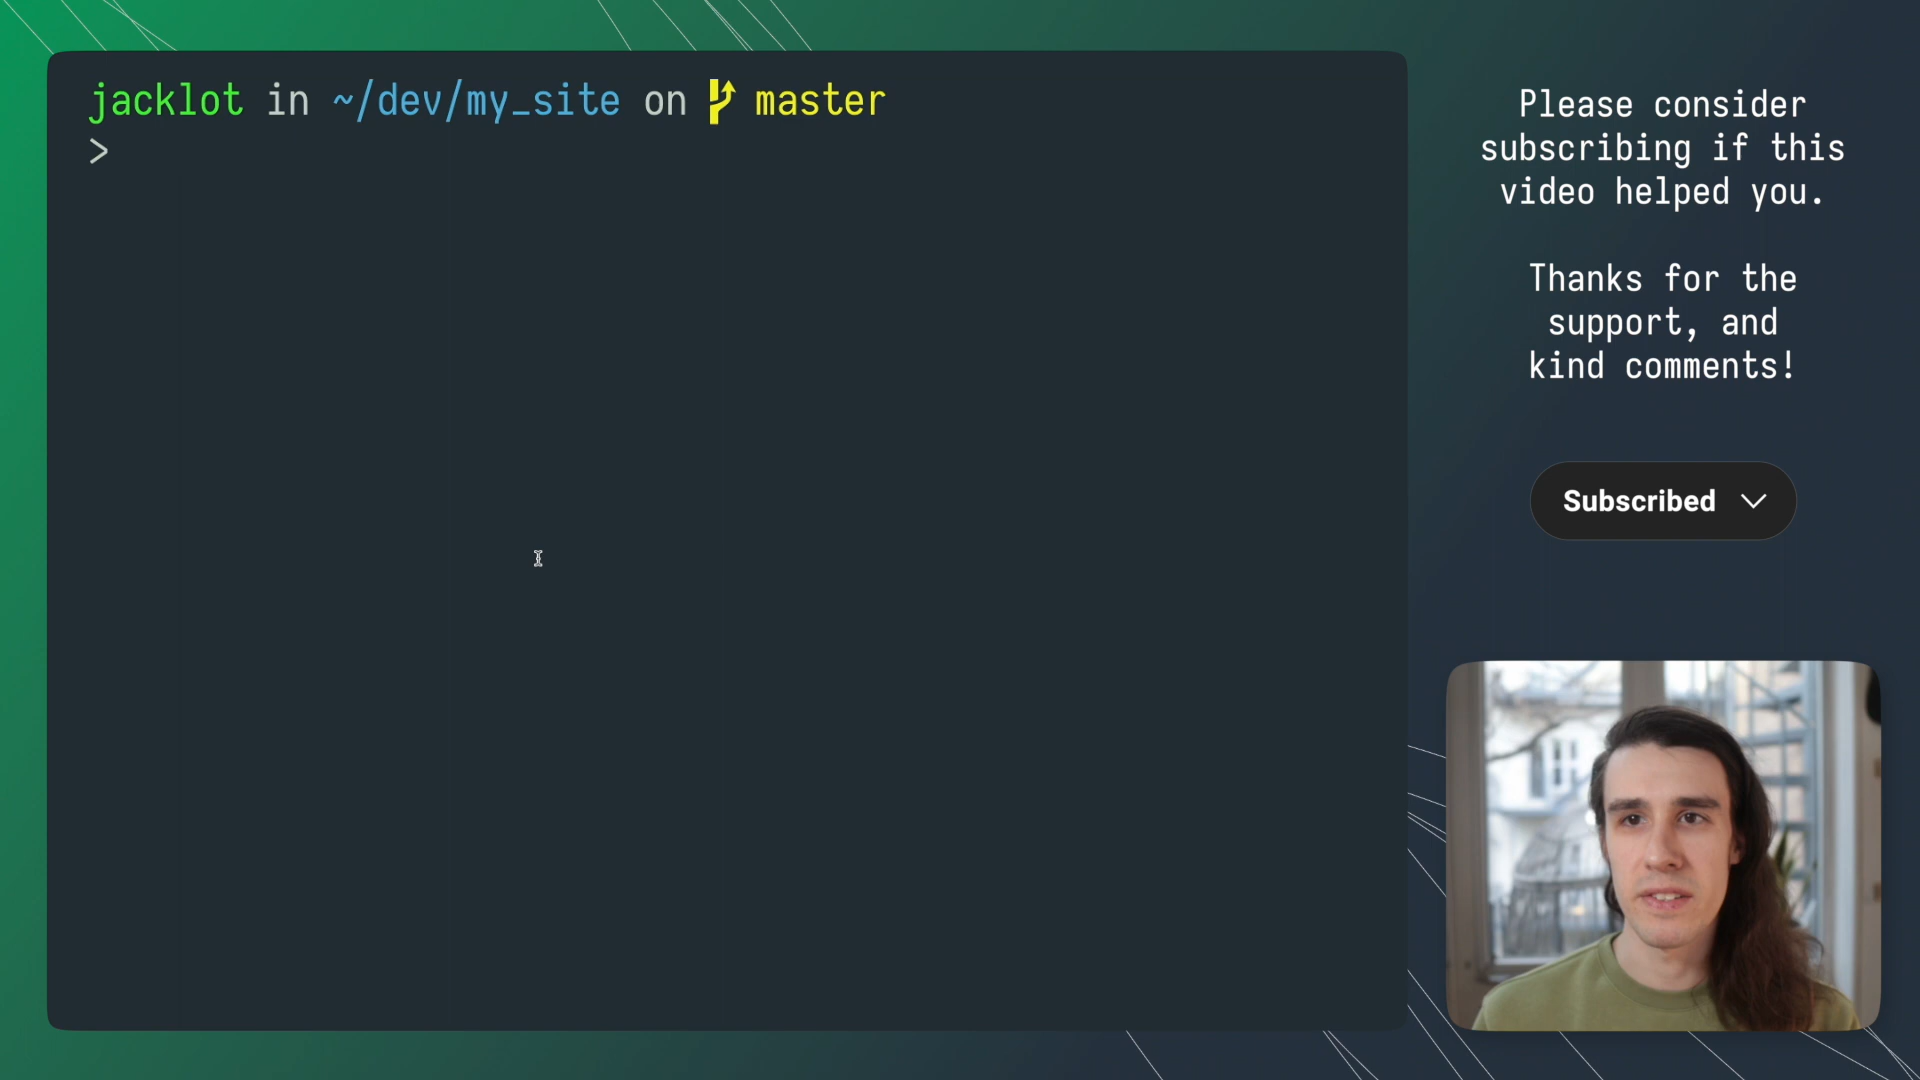 jacklot in ~/dev/my_site on master
>
Please consider
subscribing if this
video helped you.
Thanks for the
support, and
kind comments!
Subscribed